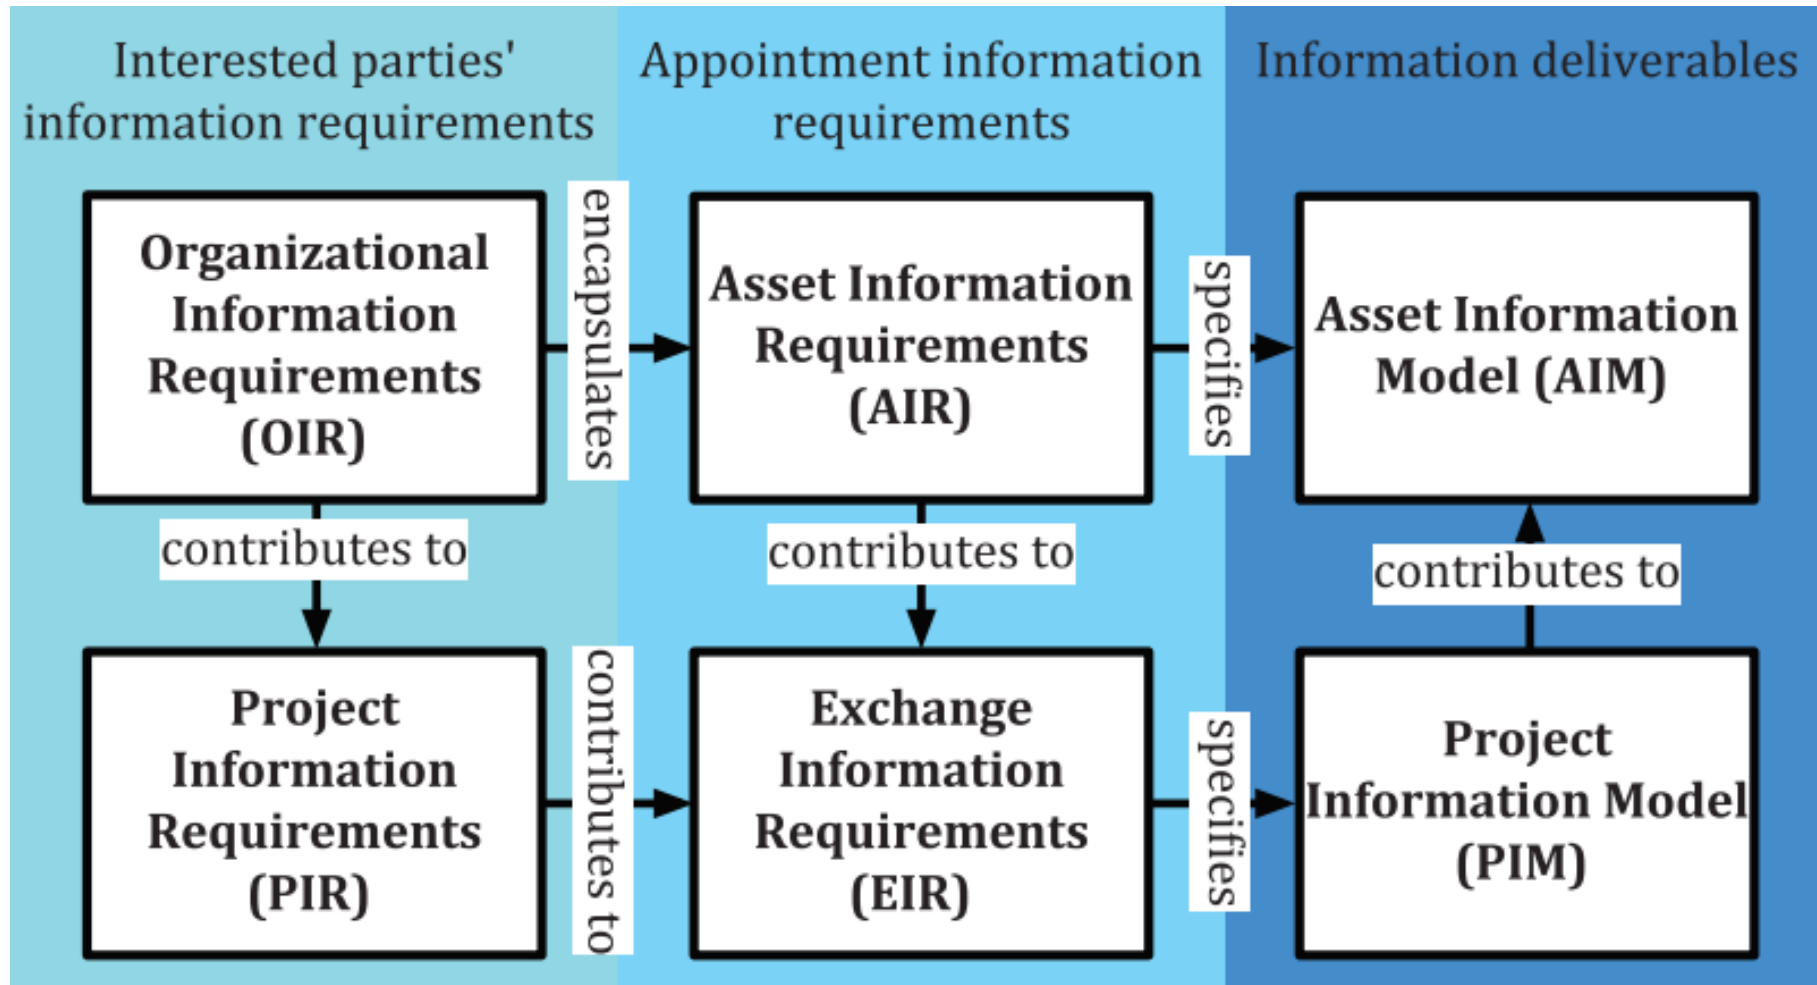 Interested parties'
information requirements
Appointment information
requirements
Information deliverables
Organizational
Information
Requirements
(OIR)
encapsulates
Asset Information
Requirements
(AIR)
specifies
Asset Information
Model (AIM)
contributes to
contributes to
contributes to
Project
Information
Requirements
(PIR)
contributes to
Exchange
Information
Requirements
(EIR)
specifies
Project
Information Model
(PIM)